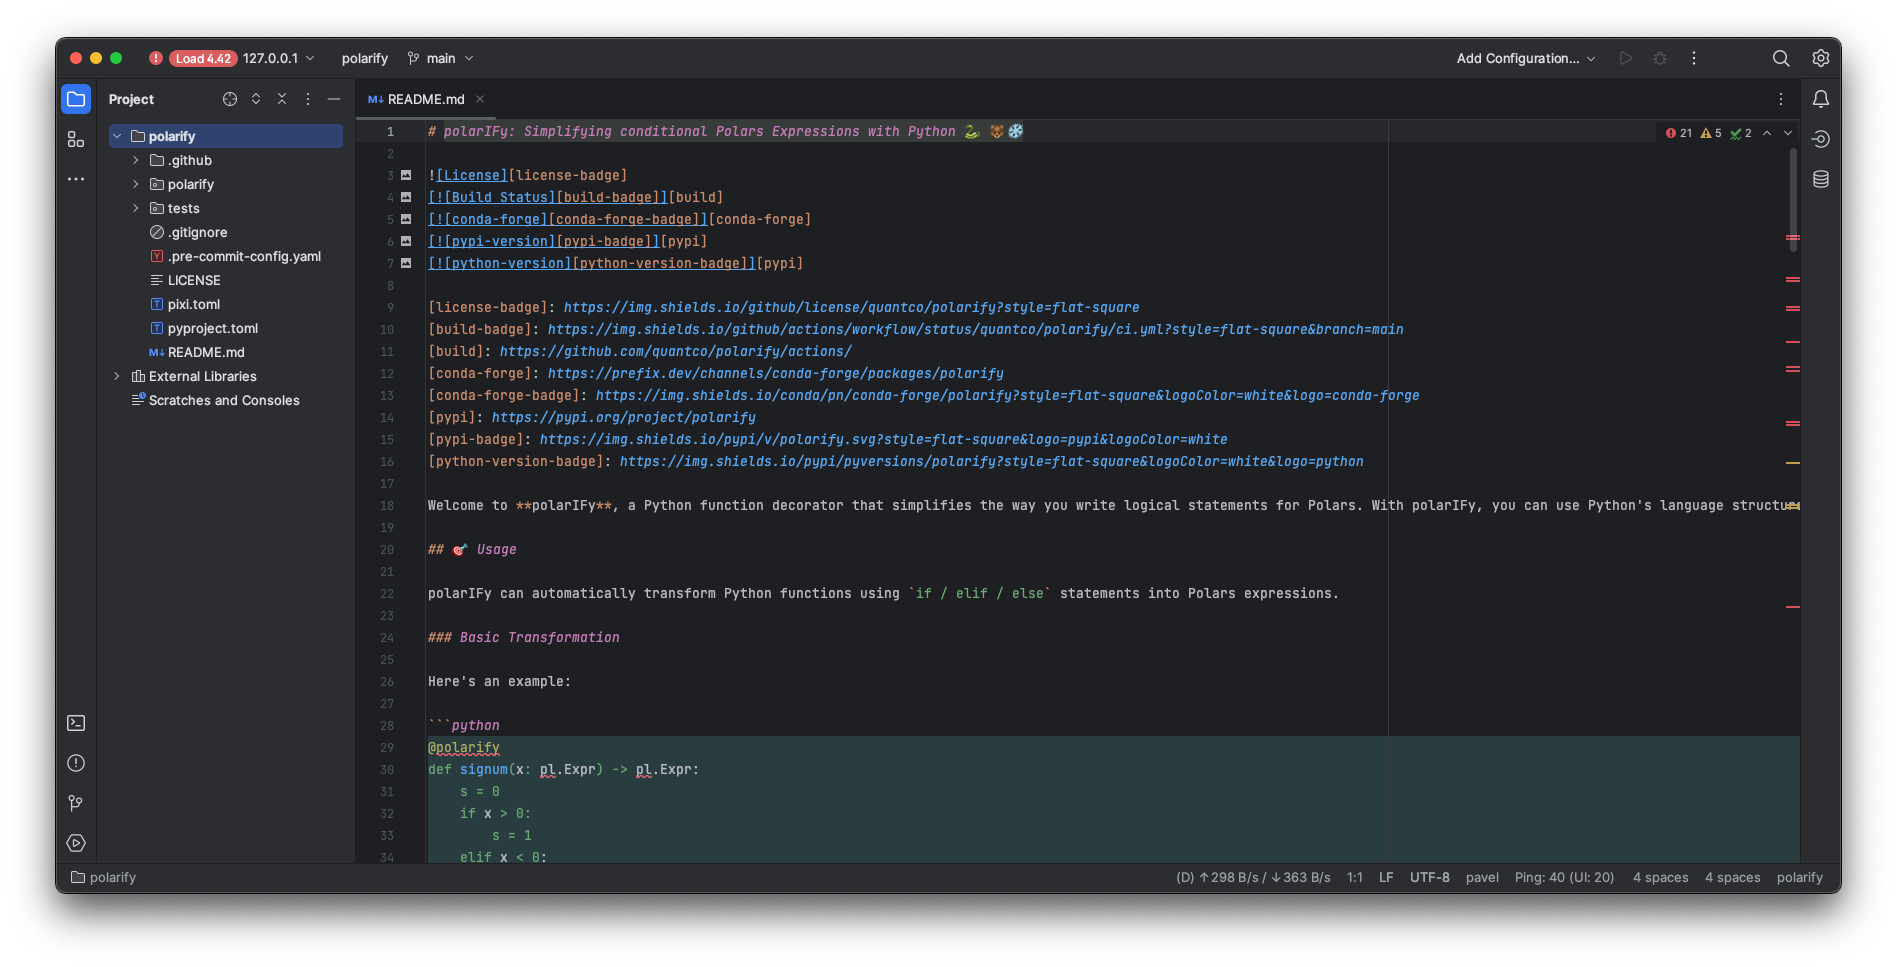 Load 4.42 127.0.0.1 polarify main Add Configuration...
Project
README.md
polarify
.github
polarify
tests
.gitignore
.pre-commit-config.yaml
LICENSE
pixi.toml
pyproject.toml
README.md
External Libraries
Scratches and Consoles
21 5 2
1 # polarIFy: Simplifying conditional Polars Expressions with Python 🐍 🐻‍❄️
2
3 ![License][license-badge]
4 [![Build Status][build-badge]][build]
5 [![conda-forge][conda-forge-badge]][conda-forge]
6 [![pypi-version][pypi-badge]][pypi]
7 [![python-version][python-version-badge]][pypi]
8
9 [license-badge]: https://img.shields.io/github/license/quantco/polarify?style=flat-square
10 [build-badge]: https://img.shields.io/github/actions/workflow/status/quantco/polarify/ci.yml?style=flat-square&branch=main
11 [build]: https://github.com/quantco/polarify/actions/
12 [conda-forge]: https://prefix.dev/channels/conda-forge/packages/polarify
13 [conda-forge-badge]: https://img.shields.io/conda/pn/conda-forge/polarify?style=flat-square&logoColor=white&logo=conda-forge
14 [pypi]: https://pypi.org/project/polarify
15 [pypi-badge]: https://img.shields.io/pypi/v/polarify.svg?style=flat-square&logo=pypi&logoColor=white
16 [python-version-badge]: https://img.shields.io/pypi/pyversions/polarify?style=flat-square&logoColor=white&logo=python
17
18 Welcome to **polarIFy**, a Python function decorator that simplifies the way you write logical statements for Polars. With polarIFy, you can use Python's language structure
19
20 ## 🎯 Usage
21
22 polarIFy can automatically transform Python functions using `if / elif / else` statements into Polars expressions.
23
24 ### Basic Transformation
25
26 Here's an example:
27
28 ```python
29 @polarify
30 def signum(x: pl.Expr) -> pl.Expr:
31 s = 0
32 if x > 0:
33 s = 1
34 elif x < 0:
polarify (D) ↑298 B/s / ↓363 B/s 1:1 LF UTF-8 pavel Ping: 40 (UI: 20) 4 spaces 4 spaces polarify